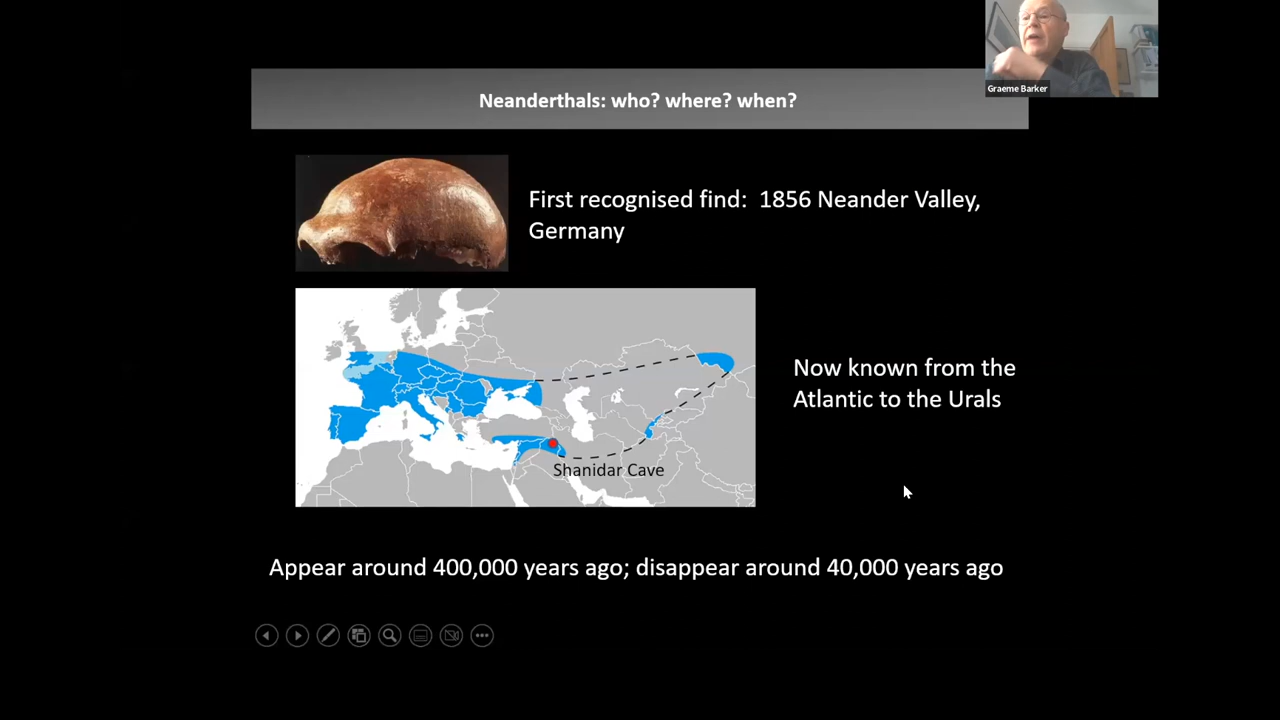 Graeme Barker
Neanderthals: who? where? when?
First recognised find:  1856 Neander Valley,
Germany
Shanidar Cave
Now known from the
Atlantic to the Urals
Appear around 400,000 years ago; disappear around 40,000 years ago